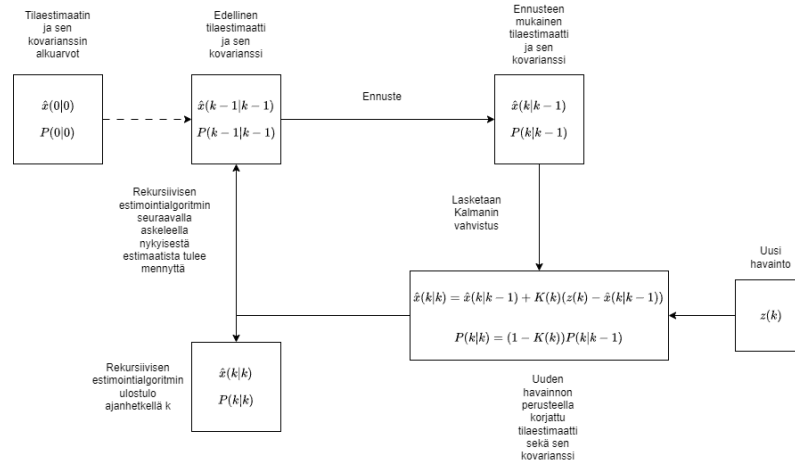 Tilaestimaatin
ja sen
kovarianssin
alkuarvot
x̂(0|0)
P(0|0)
Edellinen
tilaestimaatti
ja sen
kovarianssi
x̂(k−1|k−1)
P(k−1|k−1)
Ennuste
Ennusteen
mukainen
tilaestimaatti
ja sen
kovarianssi
x̂(k|k−1)
P(k|k−1)
Lasketaan
Kalmanin
vahvistus
Uusi
havainto
z(k)
x̂(k|k) = x̂(k|k−1) + K(k)(z(k) − x̂(k|k−1))
P(k|k) = (1 − K(k))P(k|k−1)
Uuden
havainnon
perusteella
korjattu
tilaestimaatti
sekä sen
kovarianssi
Rekursiivisen
estimointialgoritmin
seuraavalla
askeleella
nykyisestä
estimaatista tulee
mennyttä
Rekursiivisen
estimointialgoritmin
ulostulo
ajanhetkellä k
x̂(k|k)
P(k|k)